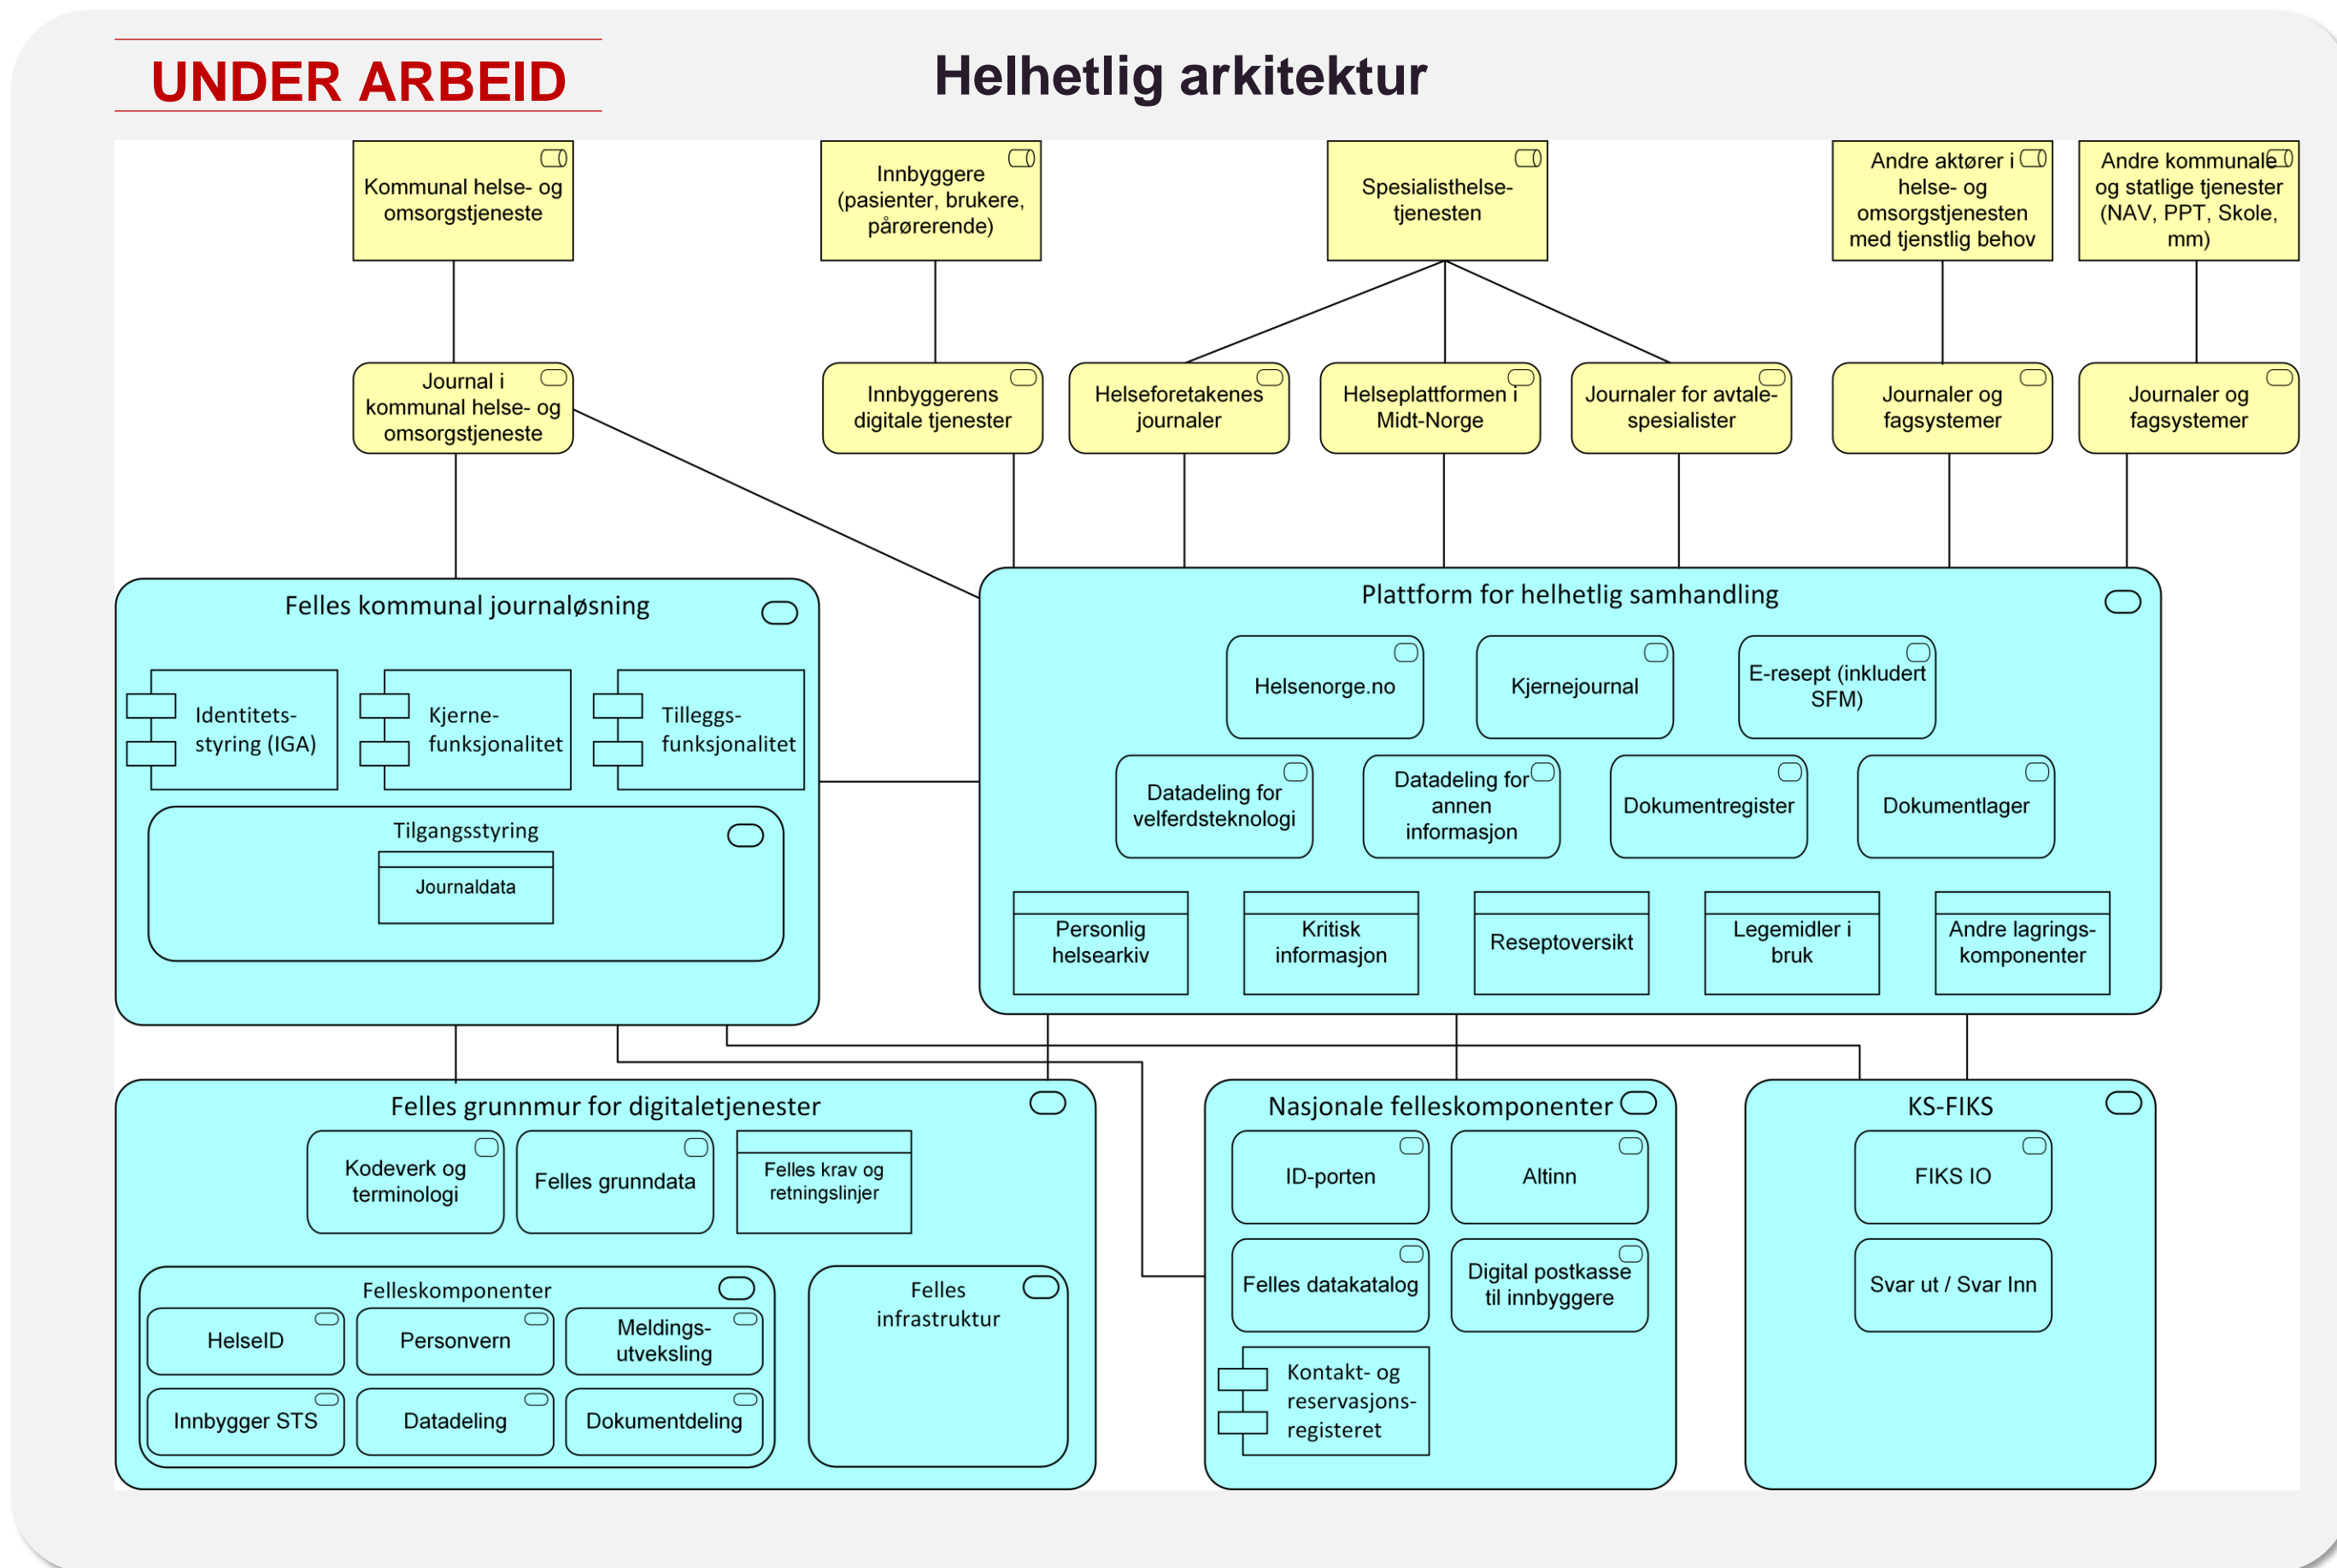 UNDER ARBEID
Helhetlig arkitektur
Kommunal helse- og
omsorgstjeneste
Innbyggere
(pasienter, brukere,
pårørerende)
Spesialisthelse-
tjenesten
Andre aktører i
helse- og
omsorgstjenesten
med tjenstlig behov
Andre kommunale
og statlige tjenester
(NAV, PPT, Skole,
mm)
Journal i
kommunal helse- og
omsorgstjeneste
Innbyggerens
digitale tjenester
Helseforetakenes
journaler
Helseplattformen i
Midt-Norge
Journaler for avtale-
spesialister
Journaler og
fagsystemer
Journaler og
fagsystemer
Felles kommunal journaløsning
Identitets-
styring (IGA)
Kjerne-
funksjonalitet
Tilleggs-
funksjonalitet
Tilgangsstyring
Journaldata
Plattform for helhetlig samhandling
Helsenorge.no
Kjernejournal
E-resept (inkludert
SFM)
Datadeling for
velferdsteknologi
Datadeling for
annen
informasjon
Dokumentregister
Dokumentlager
Personlig
helsearkiv
Kritisk
informasjon
Reseptoversikt
Legemidler i
bruk
Andre lagrings-
komponenter
Felles grunnmur for digitaletjenester
Kodeverk og
terminologi
Felles grunndata
Felles krav og
retningslinjer
Felleskomponenter
HelseID
Personvern
Meldings-
utveksling
Innbygger STS
Datadeling
Dokumentdeling
Felles
infrastruktur
Nasjonale felleskomponenter
ID-porten
Altinn
Felles datakatalog
Digital postkasse
til innbyggere
Kontakt- og
reservasjons-
registeret
KS-FIKS
FIKS IO
Svar ut / Svar Inn